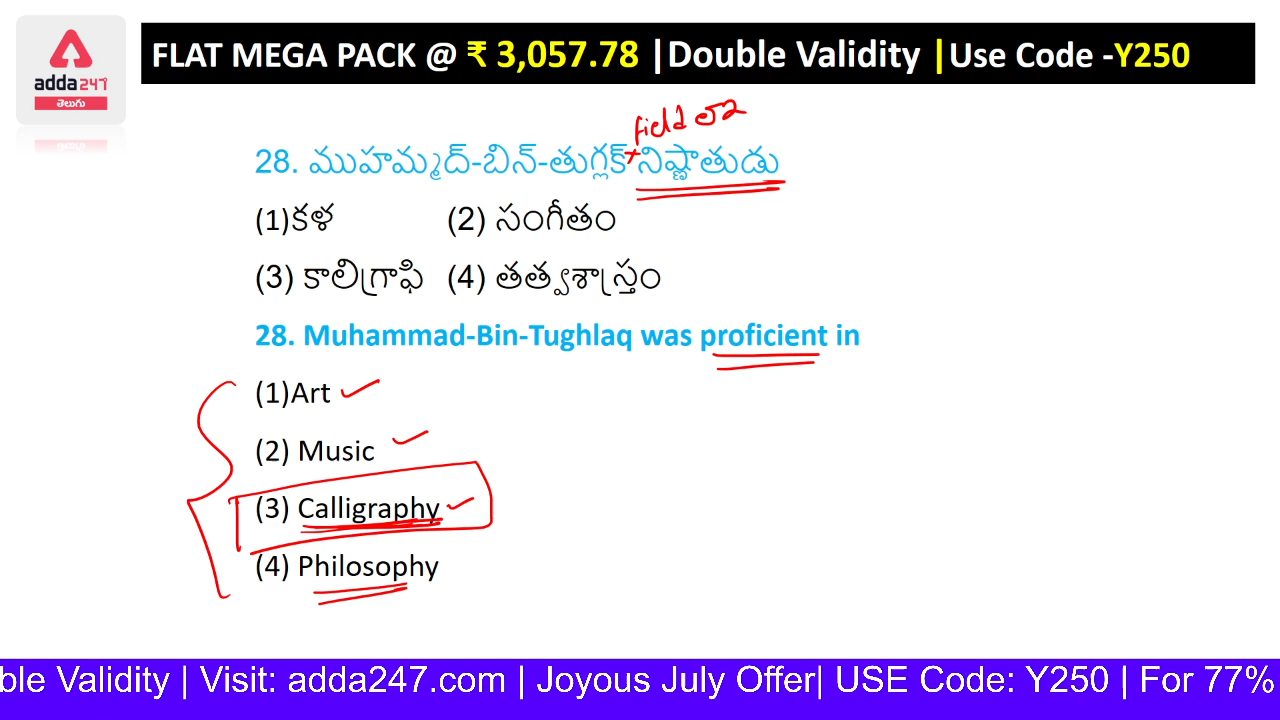 FLAT MEGA PACK @ ₹ 3,057.78 |Double Validity |Use Code -Y250
adda247
తెలుగు
field లో
28. ముహమ్మద్-బిన్-తుగ్లక్ నిష్ణాతుడు
(1)కళ (2) సంగీతం
(3) కాలిగ్రాఫి (4) తత్వశాస్త్రం
28. Muhammad-Bin-Tughlaq was proficient in
(1)Art
(2) Music
(3) Calligraphy
(4) Philosophy
ble Validity | Visit: adda247.com | Joyous July Offer| USE Code: Y250 | For 77%